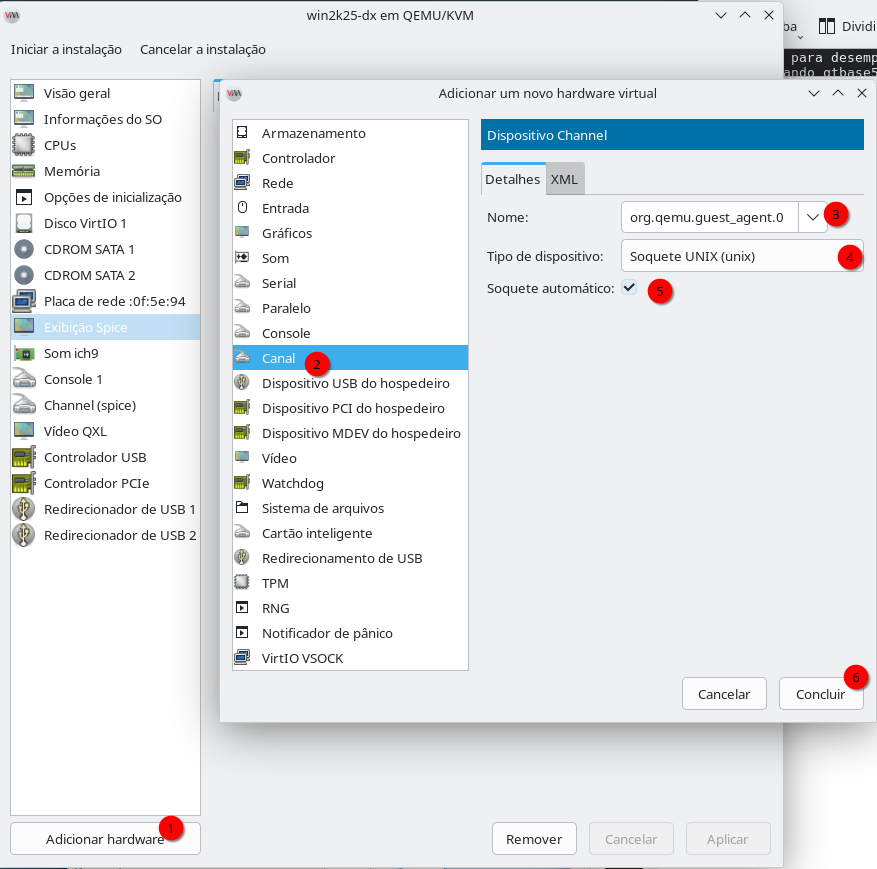 win2k25-dx em QEMU/KVM
ba
Dividi
Iniciar a instalação
Cancelar a instalação
para desemp
ando gtbase5
Visão geral
Informações do SO
CPUs
Memória
Opções de inicialização
Disco VirtIO 1
CDROM SATA 1
CDROM SATA 2
Placa de rede :0f:5e:94
Exibição Spice
Som ich9
Console 1
Channel (spice)
Vídeo QXL
Controlador USB
Controlador PCIe
Redirecionador de USB 1
Redirecionador de USB 2
Adicionar hardware
1
Adicionar um novo hardware virtual
Armazenamento
Controlador
Rede
Entrada
Gráficos
Som
Serial
Paralelo
Console
Canal
2
Dispositivo USB do hospedeiro
Dispositivo PCI do hospedeiro
Dispositivo MDEV do hospedeiro
Vídeo
Watchdog
Sistema de arquivos
Cartão inteligente
Redirecionamento de USB
TPM
RNG
Notificador de pânico
VirtIO VSOCK
Dispositivo Channel
Detalhes
XML
Nome:
org.qemu.guest_agent.0
3
Tipo de dispositivo:
Soquete UNIX (unix)
4
Soquete automático:
5
Cancelar
Concluir
6
Remover
Cancelar
Aplicar